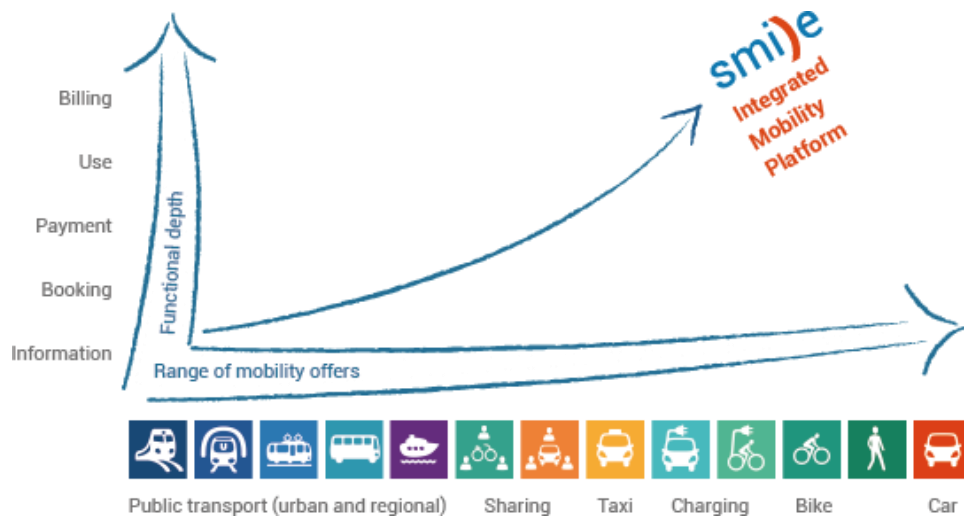 smile
Integrated
Mobility
Platform
Billing
Use
Payment
Booking
Information
Functional depth
Range of mobility offers
U
Public transport (urban and regional)
Sharing
Taxi
Charging
Bike
Car